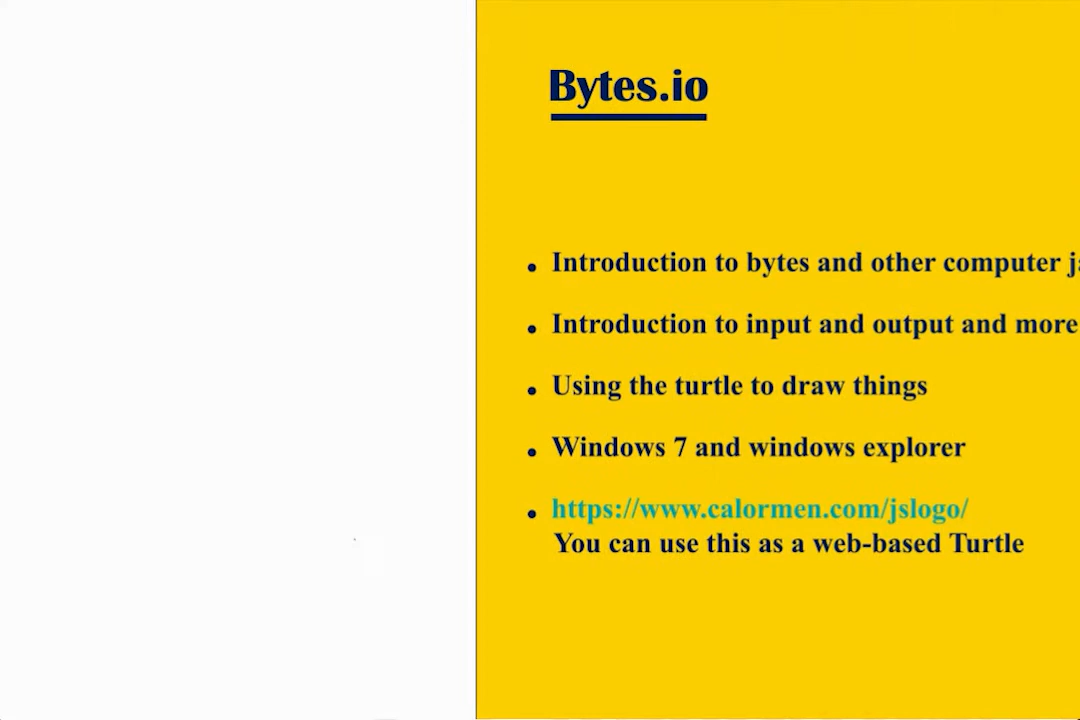 Bytes.io
• Introduction to bytes and other computer
• Introduction to input and output and more
• Using the turtle to draw things
• Windows 7 and windows explorer
• https://www.calormen.com/jslogo/
You can use this as a web-based Turtle